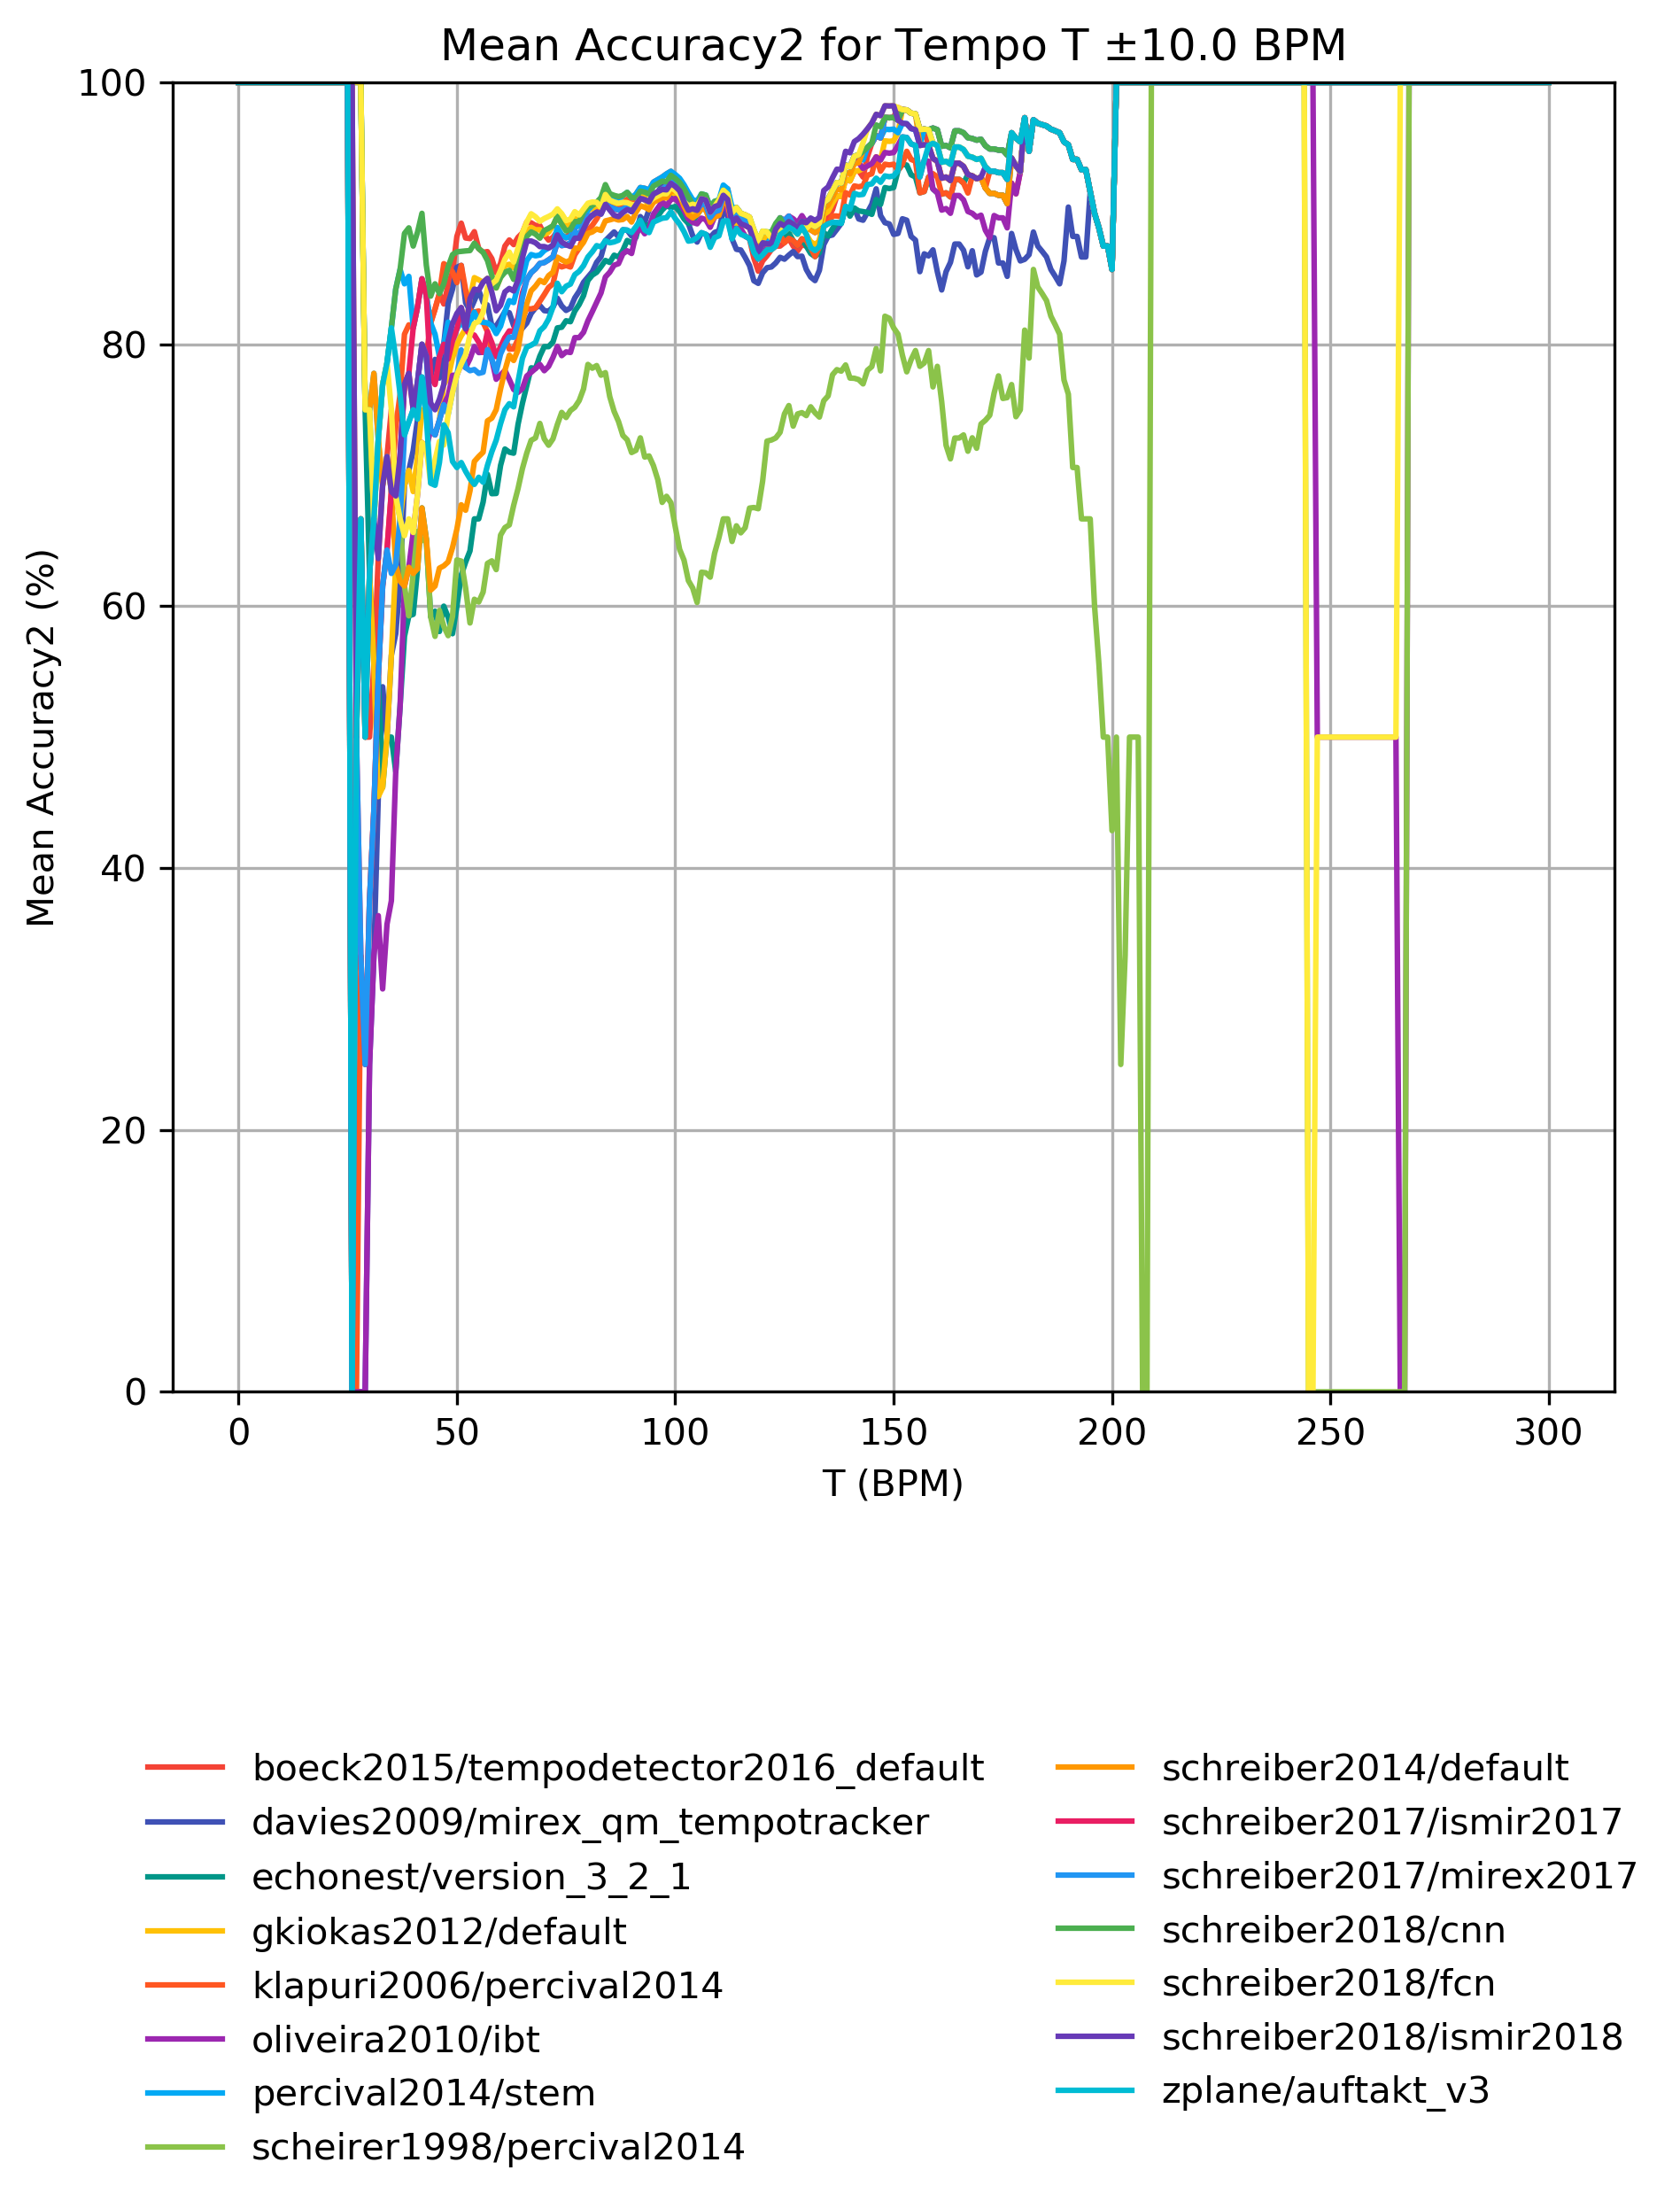 Mean Accuracy2 for Tempo T ±10.0 BPM
100
80
60
40
20
0
Mean Accuracy2 (%)
0 50 100 150 200 250 300
T (BPM)
boeck2015/tempodetector2016_default
davies2009/mirex_qm_tempotracker
echonest/version_3_2_1
gkiokas2012/default
klapuri2006/percival2014
oliveira2010/ibt
percival2014/stem
scheirer1998/percival2014
schreiber2014/default
schreiber2017/ismir2017
schreiber2017/mirex2017
schreiber2018/cnn
schreiber2018/fcn
schreiber2018/ismir2018
zplane/auftakt_v3